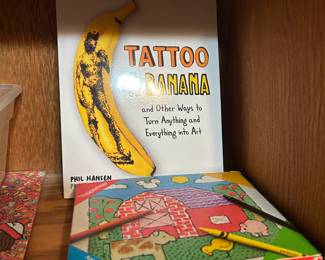 TATTOO
A BANANA
and Other Ways to
Turn Anything and
Everything into Art
PHIL HANSEN